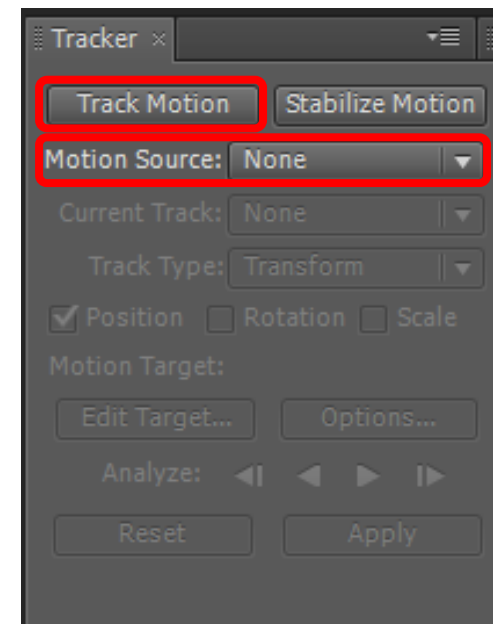 Tracker
Track Motion Stabilize Motion
Motion Source: None
Current Track: None
Track Type: Transform
Position Rotation Scale
Motion Target:
Edit Target... Options...
Analyze:
Reset Apply